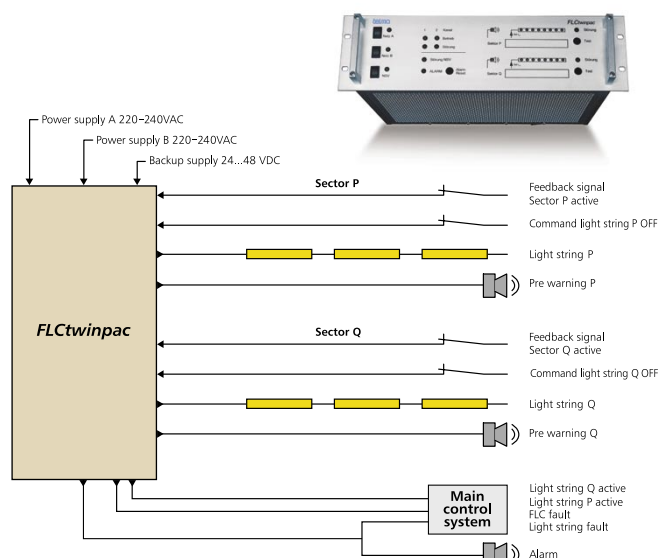 FLCtwinpac
Power supply A 220–240VAC
Power supply B 220–240VAC
Backup supply 24...48 VDC
Sector P
Feedback signal
Sector P active
Command light string P OFF
Light string P
Pre warning P
FLCtwinpac
Sector Q
Feedback signal
Sector Q active
Command light string Q OFF
Light string Q
Pre warning Q
Main
control
system
Light string Q active
Light string P active
FLC fault
Light string fault
Alarm